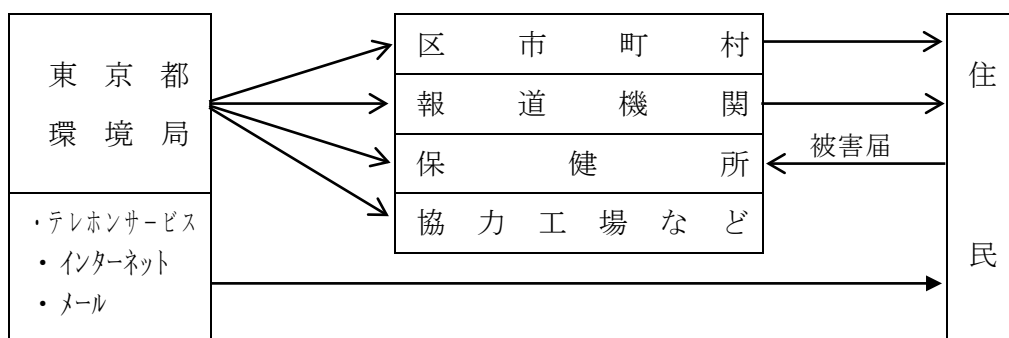 東京都
環境局
・テレホンサービス
・インターネット
・メール
区市町村
報道機関
保健所
協力工場など
被害届
住民